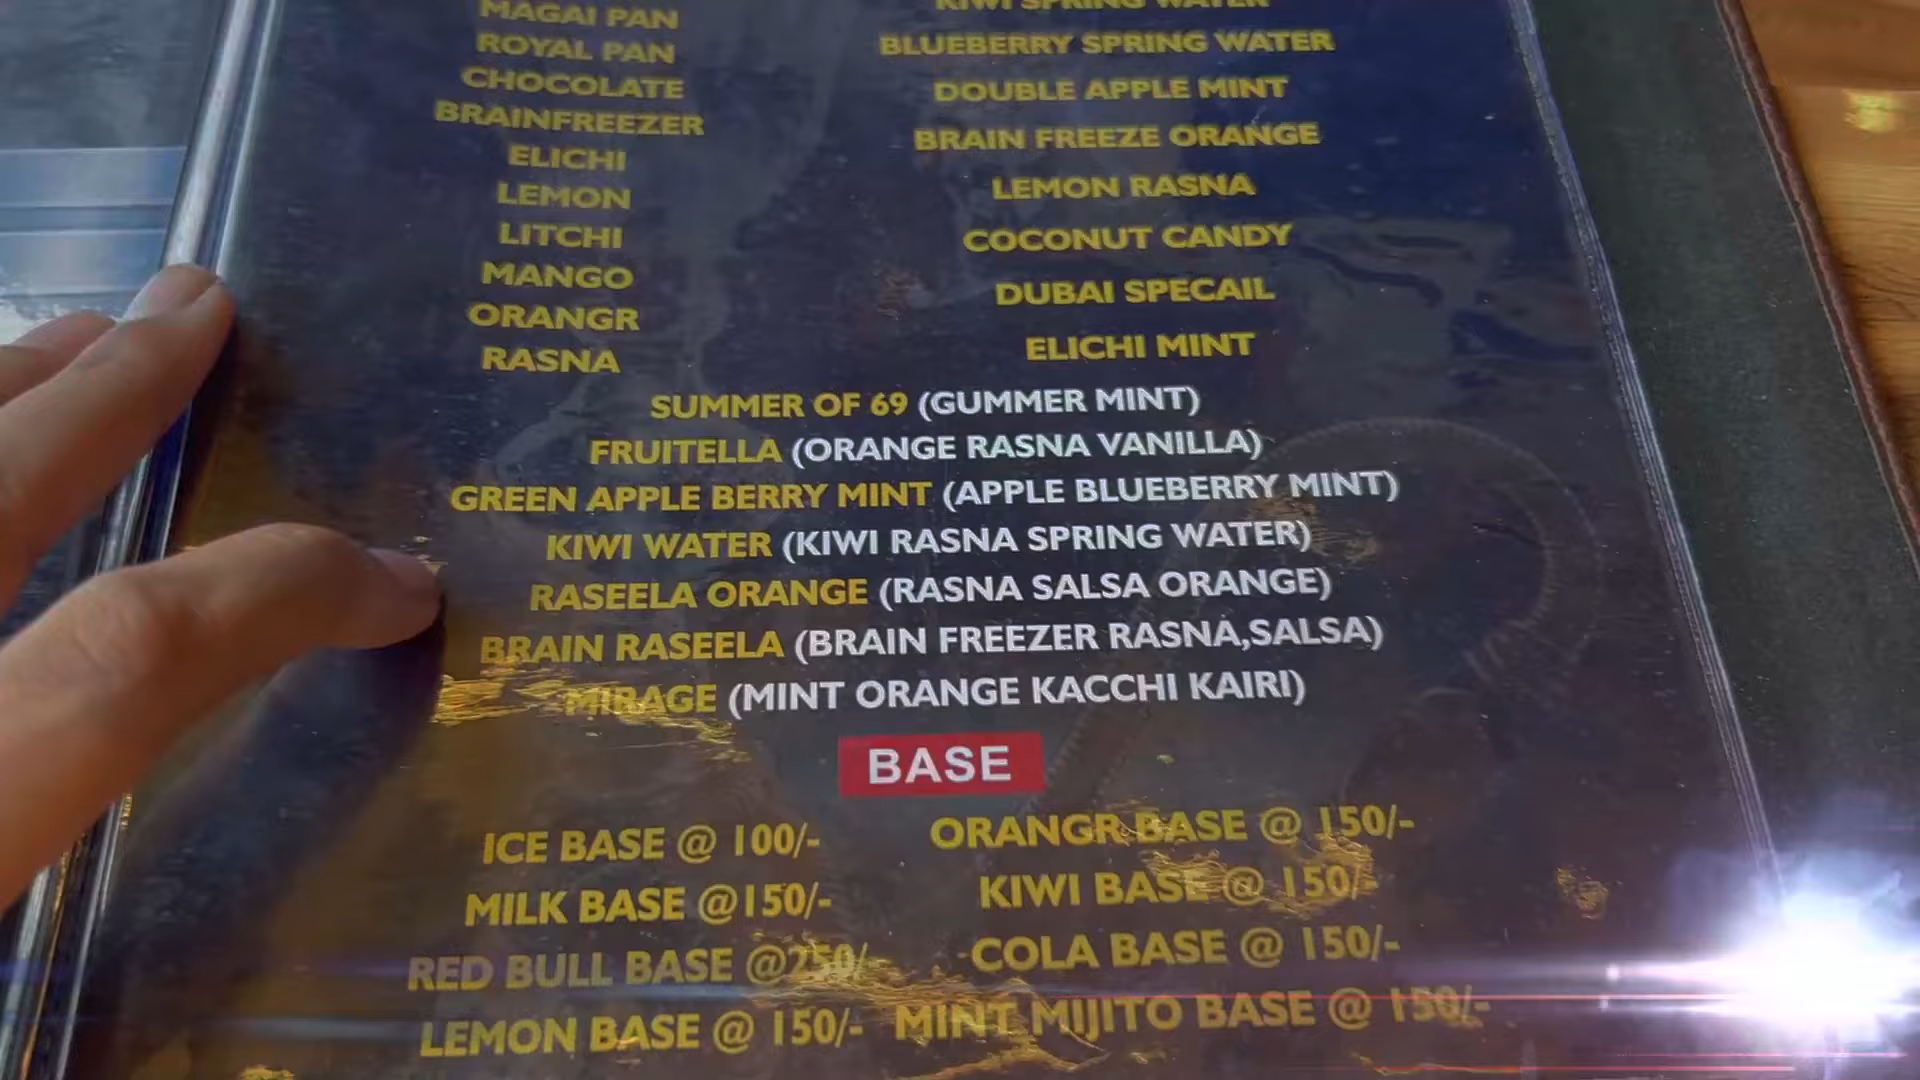 MAGAI PAN
ROYAL PAN
CHOCOLATE
BRAINFREEZER
ELICHI
LEMON
LITCHI
MANGO
ORANGR
RASNA
KIWI SPRING WATER
BLUEBERRY SPRING WATER
DOUBLE APPLE MINT
BRAIN FREEZE ORANGE
LEMON RASNA
COCONUT CANDY
DUBAI SPECAIL
ELICHI MINT
SUMMER OF 69 (GUMMER MINT)
FRUITELLA (ORANGE RASNA VANILLA)
GREEN APPLE BERRY MINT (APPLE BLUEBERRY MINT)
KIWI WATER (KIWI RASNA SPRING WATER)
RASEELA ORANGE (RASNA SALSA ORANGE)
BRAIN RASEELA (BRAIN FREEZER RASNA,SALSA)
MIRAGE (MINT ORANGE KACCHI KAIRI)
BASE
ICE BASE @ 100/-
MILK BASE @150/-
RED BULL BASE @250/-
LEMON BASE @ 150/-
ORANGR BASE @ 150/-
KIWI BASE @ 150/-
COLA BASE @ 150/-
MINT MIJITO BASE @ 150/-